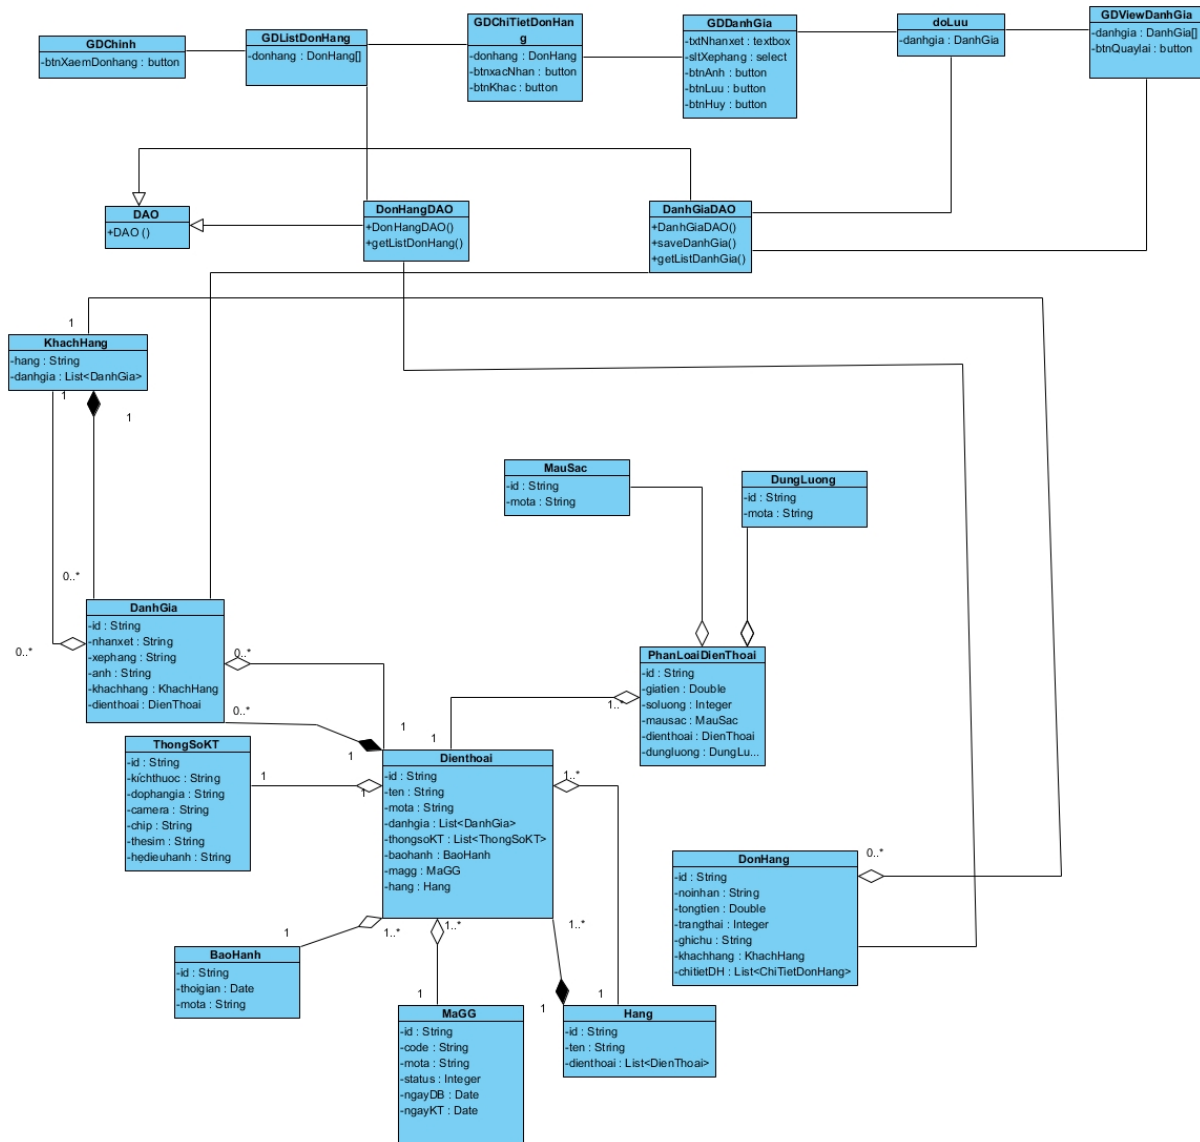 GDChinh
-btnXaemDonhang : button
GDListDonHang
-donhang : DonHang[]
GDChiTietDonHan
g
-donhang : DonHang
-btnxacNhan : button
-btnKhac : button
GDDanhGia
-txtNhanxet : textbox
-sltXephang : select
-btnAnh : button
-btnLuu : button
-btnHuy : button
doLuu
-danhgia : DanhGia
GDViewDanhGia
-danhgia : DanhGia[]
-btnQuaylai : button
DAO
+DAO ()
DonHangDAO
+DonHangDAO()
+getListDonHang()
DanhGiaDAO
+DanhGiaDAO()
+saveDanhGia()
+getListDanhGia()
1
KhachHang
-hang : String
-danhgia : List<DanhGia>
1
1
MauSac
-id : String
-mota : String
DungLuong
-id : String
-mota : String
0..*
0..*
DanhGia
-id : String
-nhanxet : String
-xephang : String
-anh : String
-khachhang : KhachHang
-dienthoai : DienThoai
0..*
0..*
1
1
PhanLoaiDienThoai
-id : String
-giatien : Double
-soluong : Integer
-mausac : MauSac
-dienthoai : DienThoai
-dungluong : DungLu...
1..*
1
ThongSoKT
-id : String
-kichthuoc : String
-dophangia : String
-camera : String
-chip : String
-thesim : String
-hẹdieuhanh : String
1
1
Dienthoai
-id : String
-ten : String
-mota : String
-danhgia : List<DanhGia>
-thongsoKT : List<ThongSoKT>
-baohanh : BaoHanh
-magg : MaGG
-hang : Hang
1..*
DonHang
-id : String
-noinhan : String
-tongtien : Double
-trangthai : Integer
-ghichu : String
-khachhang : KhachHang
-chitietDH : List<ChiTietDonHang>
0..*
1
1..*
1..*
1..*
BaoHanh
-id : String
-thoigian : Date
-mota : String
1
1
1
MaGG
-id : String
-code : String
-mota : String
-status : Integer
-ngayDB : Date
-ngayKT : Date
Hang
-id : String
-ten : String
-dienthoai : List<DienThoai>